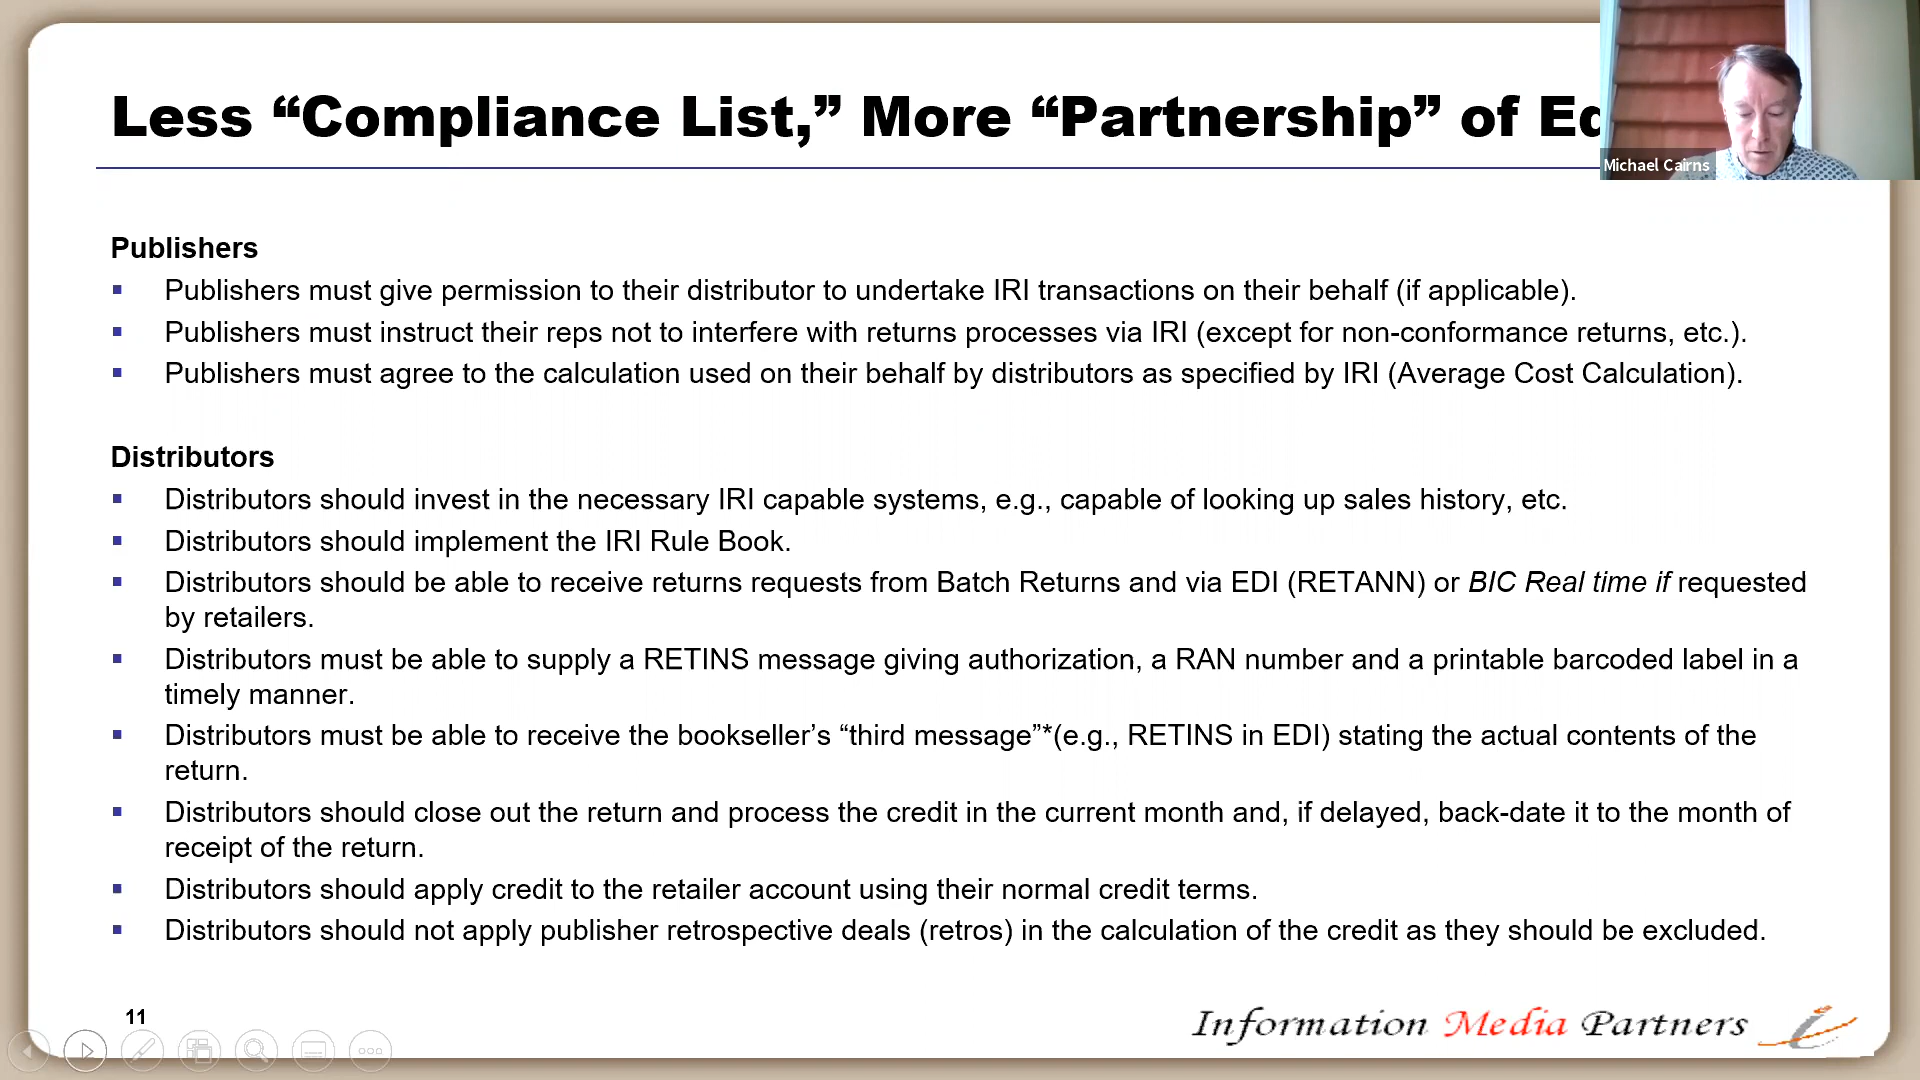 Less “Compliance List,” More “Partnership” of
Michael Cairns
Publishers
▪ Publishers must give permission to their distributor to undertake IRI transactions on their behalf (if applicable).
▪ Publishers must instruct their reps not to interfere with returns processes via IRI (except for non-conformance returns, etc.).
▪ Publishers must agree to the calculation used on their behalf by distributors as specified by IRI (Average Cost Calculation).
Distributors
▪ Distributors should invest in the necessary IRI capable systems, e.g., capable of looking up sales history, etc.
▪ Distributors should implement the IRI Rule Book.
▪ Distributors should be able to receive returns requests from Batch Returns and via EDI (RETANN) or BIC Real time if requested
by retailers.
▪ Distributors must be able to supply a RETINS message giving authorization, a RAN number and a printable barcoded label in a
timely manner.
▪ Distributors must be able to receive the bookseller’s “third message”*(e.g., RETINS in EDI) stating the actual contents of the
return.
▪ Distributors should close out the return and process the credit in the current month and, if delayed, back-date it to the month of
receipt of the return.
▪ Distributors should apply credit to the retailer account using their normal credit terms.
▪ Distributors should not apply publisher retrospective deals (retros) in the calculation of the credit as they should be excluded.
11
Information Media Partners